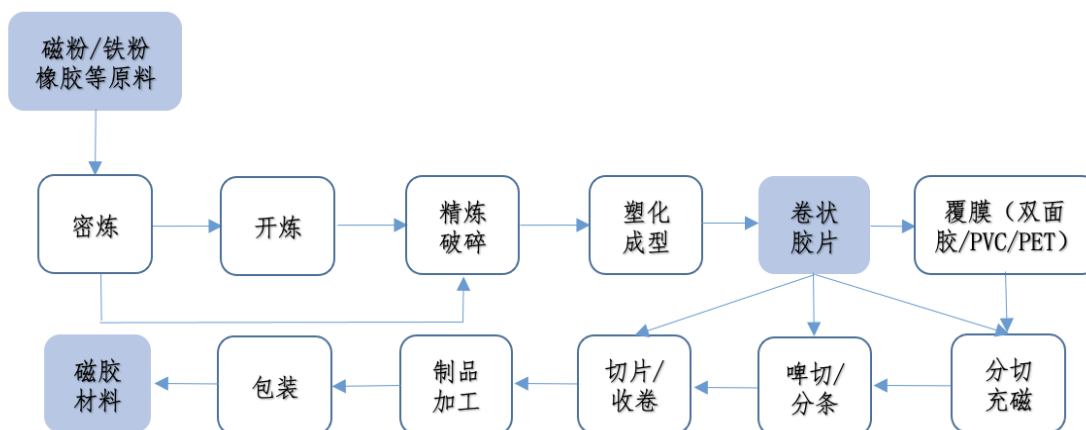 磁粉/铁粉
橡胶等原料
密炼
开炼
精炼
破碎
塑化
成型
卷状
胶片
覆膜（双面
胶/PVC/PET）
磁胶
材料
包装
制品
加工
切片/
收卷
啤切/
分条
分切
充磁